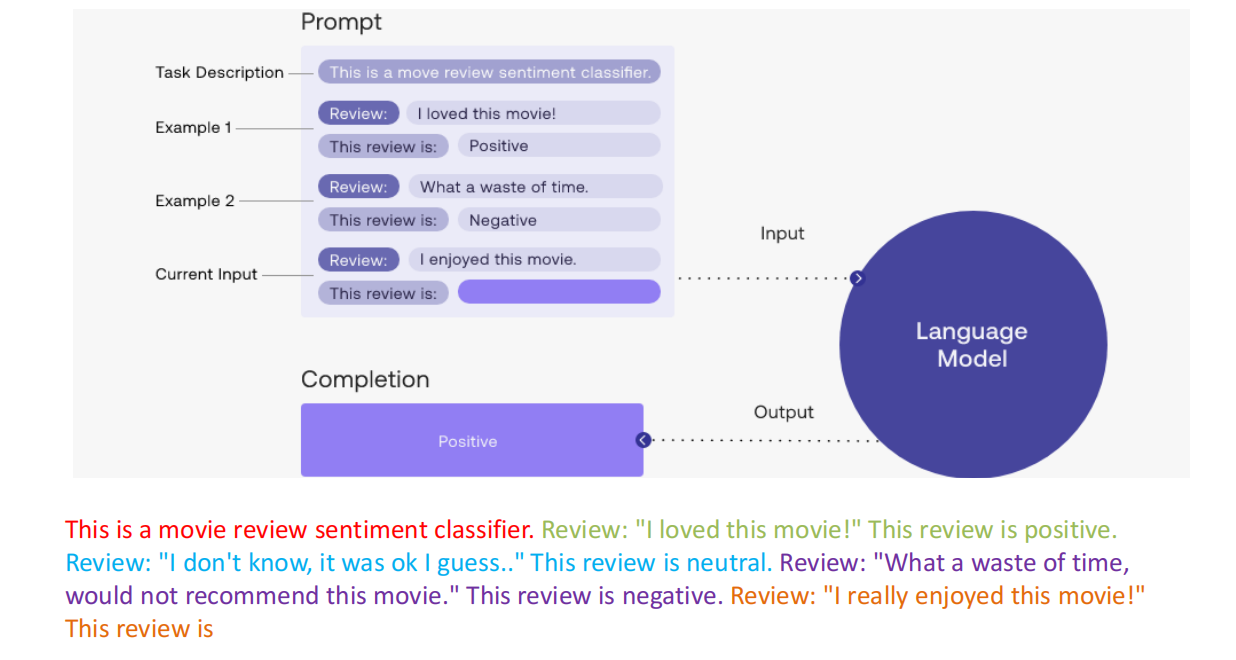 Prompt
Task Description
This is a move review sentiment classifier.
Example 1
Review: I loved this movie!
This review is: Positive
Example 2
Review: What a waste of time.
This review is: Negative
Current Input
Review: I enjoyed this movie.
This review is:
Input
Language
Model
Completion
Positive
Output
This is a movie review sentiment classifier. Review: "I loved this movie!" This review is positive.
Review: "I don't know, it was ok I guess.." This review is neutral. Review: "What a waste of time,
would not recommend this movie." This review is negative. Review: "I really enjoyed this movie!"
This review is